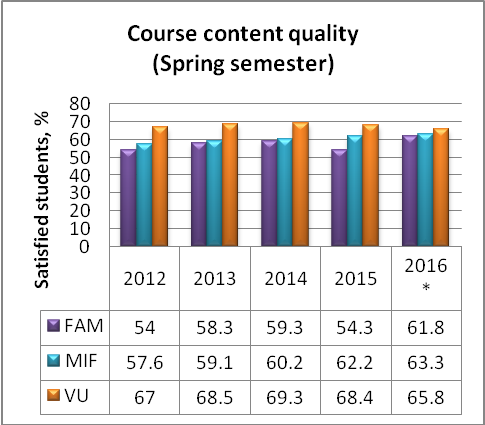 Course content quality
(Spring semester)
Satisfied students, %
80
70
60
50
40
30
20
10
0
2012 2013 2014 2015 2016
*
FAM 54 58.3 59.3 54.3 61.8
MIF 57.6 59.1 60.2 62.2 63.3
VU 67 68.5 69.3 68.4 65.8